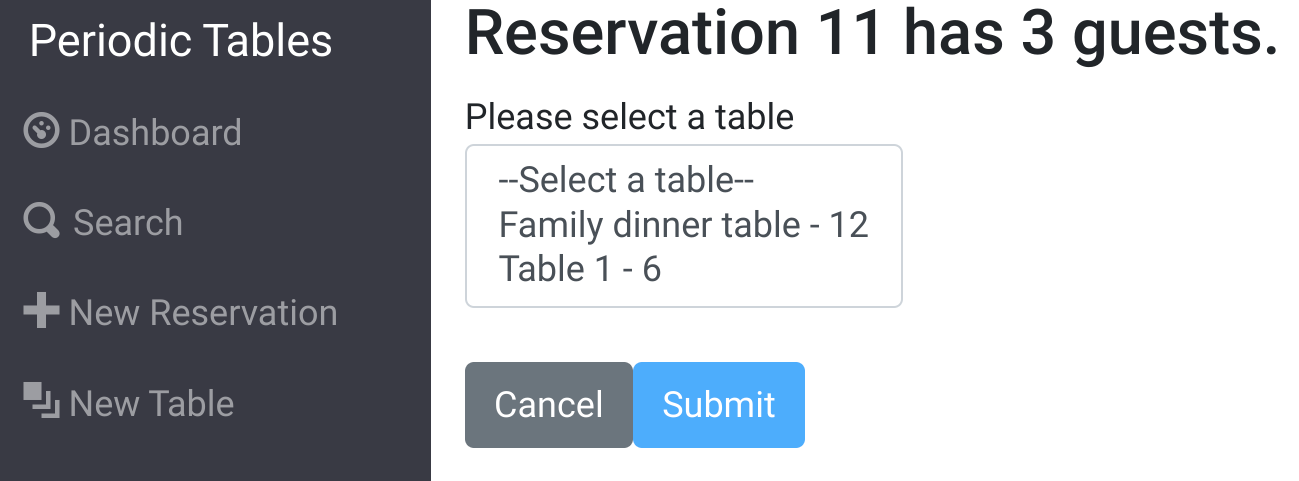 Periodic Tables
Dashboard
Search
New Reservation
New Table
Reservation 11 has 3 guests.
Please select a table
--Select a table--
Family dinner table - 12
Table 1 - 6
Cancel
Submit